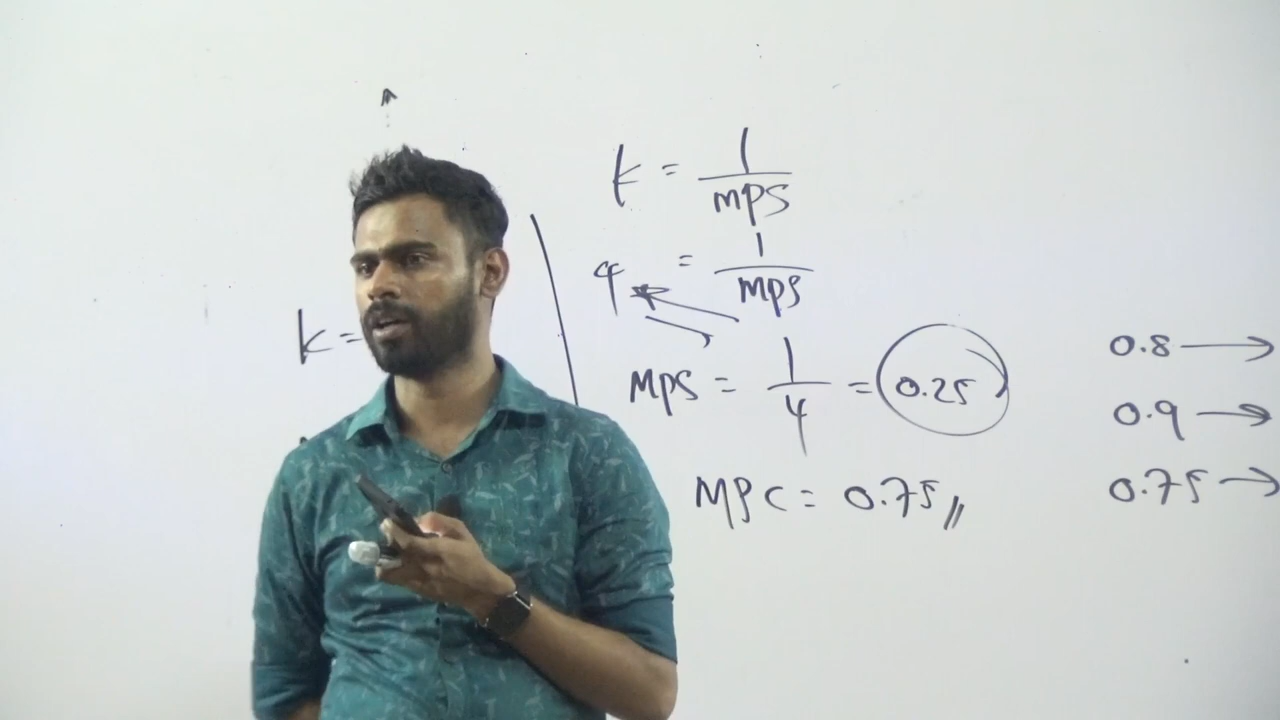 k =
k = 1/MPS
4 = 1/MPS
MPS = 1/4 = 0.25
MPC = 0.75
0.8 →
0.9 →
0.75 →